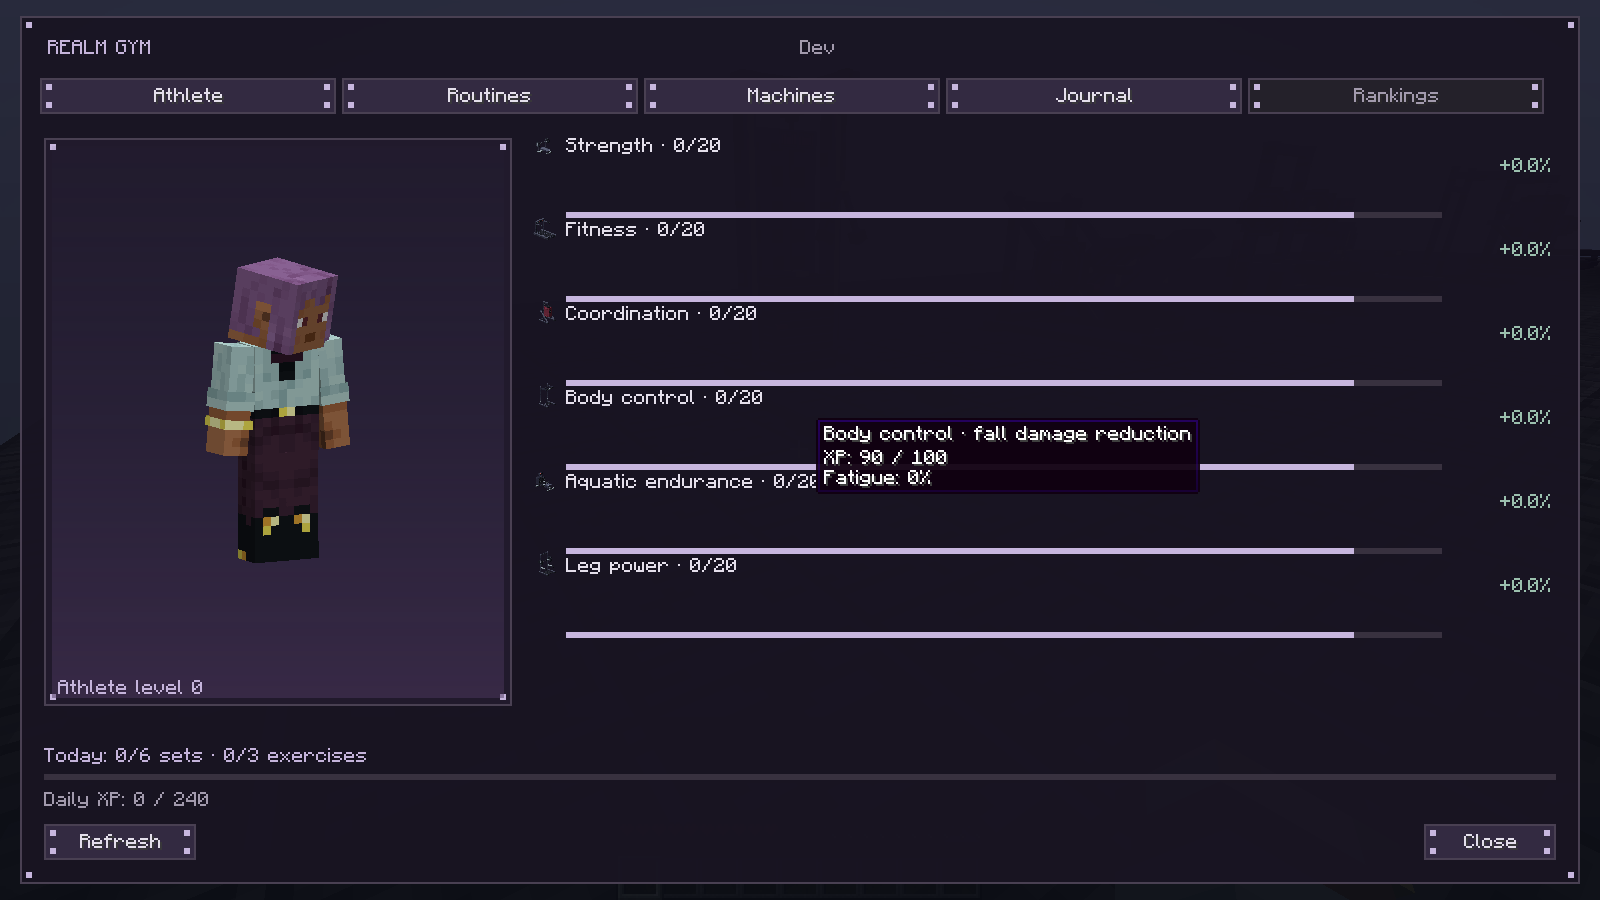 REALM GYM
Dev
Athlete
Routines
Machines
Journal
Rankings
Strength · 0/20
+0.0%
Fitness · 0/20
+0.0%
Coordination · 0/20
+0.0%
Body control · 0/20
+0.0%
Body control · fall damage reduction
XP: 90 / 100
Fatigue: 0%
Aquatic endurance · 0/20
+0.0%
Leg power · 0/20
+0.0%
Athlete level 0
Today: 0/6 sets · 0/3 exercises
Daily XP: 0 / 240
Refresh
Close